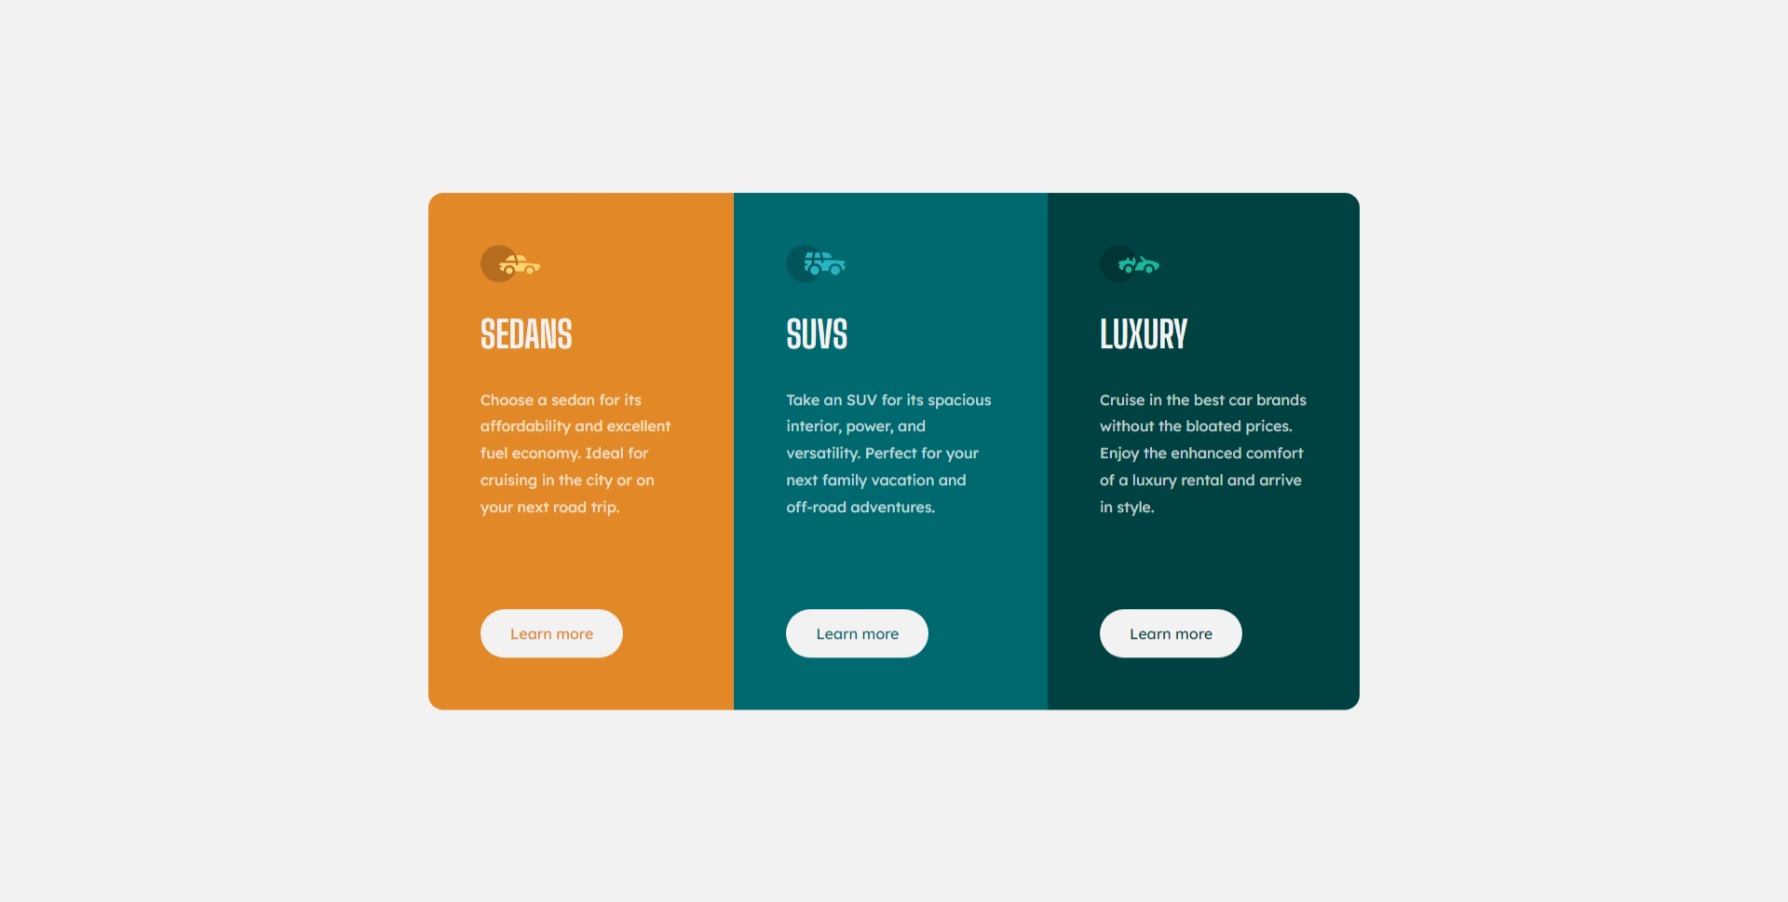 SEDANS
Choose a sedan for its
affordability and excellent
fuel economy. Ideal for
cruising in the city or on
your next road trip.
Learn more
SUVS
Take an SUV for its spacious
interior, power, and
versatility. Perfect for your
next family vacation and
off-road adventures.
Learn more
LUXURY
Cruise in the best car brands
without the bloated prices.
Enjoy the enhanced comfort
of a luxury rental and arrive
in style.
Learn more